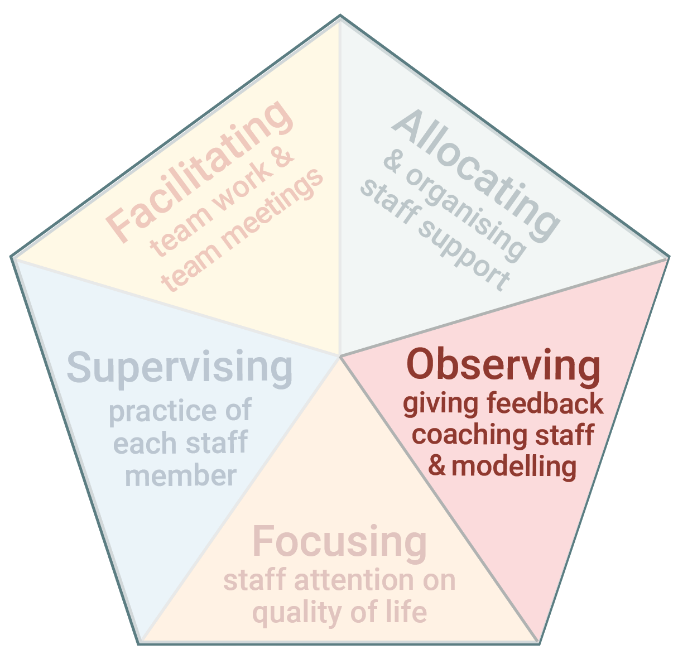 Facilitating
team work &
team meetings
Allocating
& organising
staff support
Supervising
practice of
each staff
member
Observing
giving feedback
coaching staff
& modelling
Focusing
staff attention on
quality of life